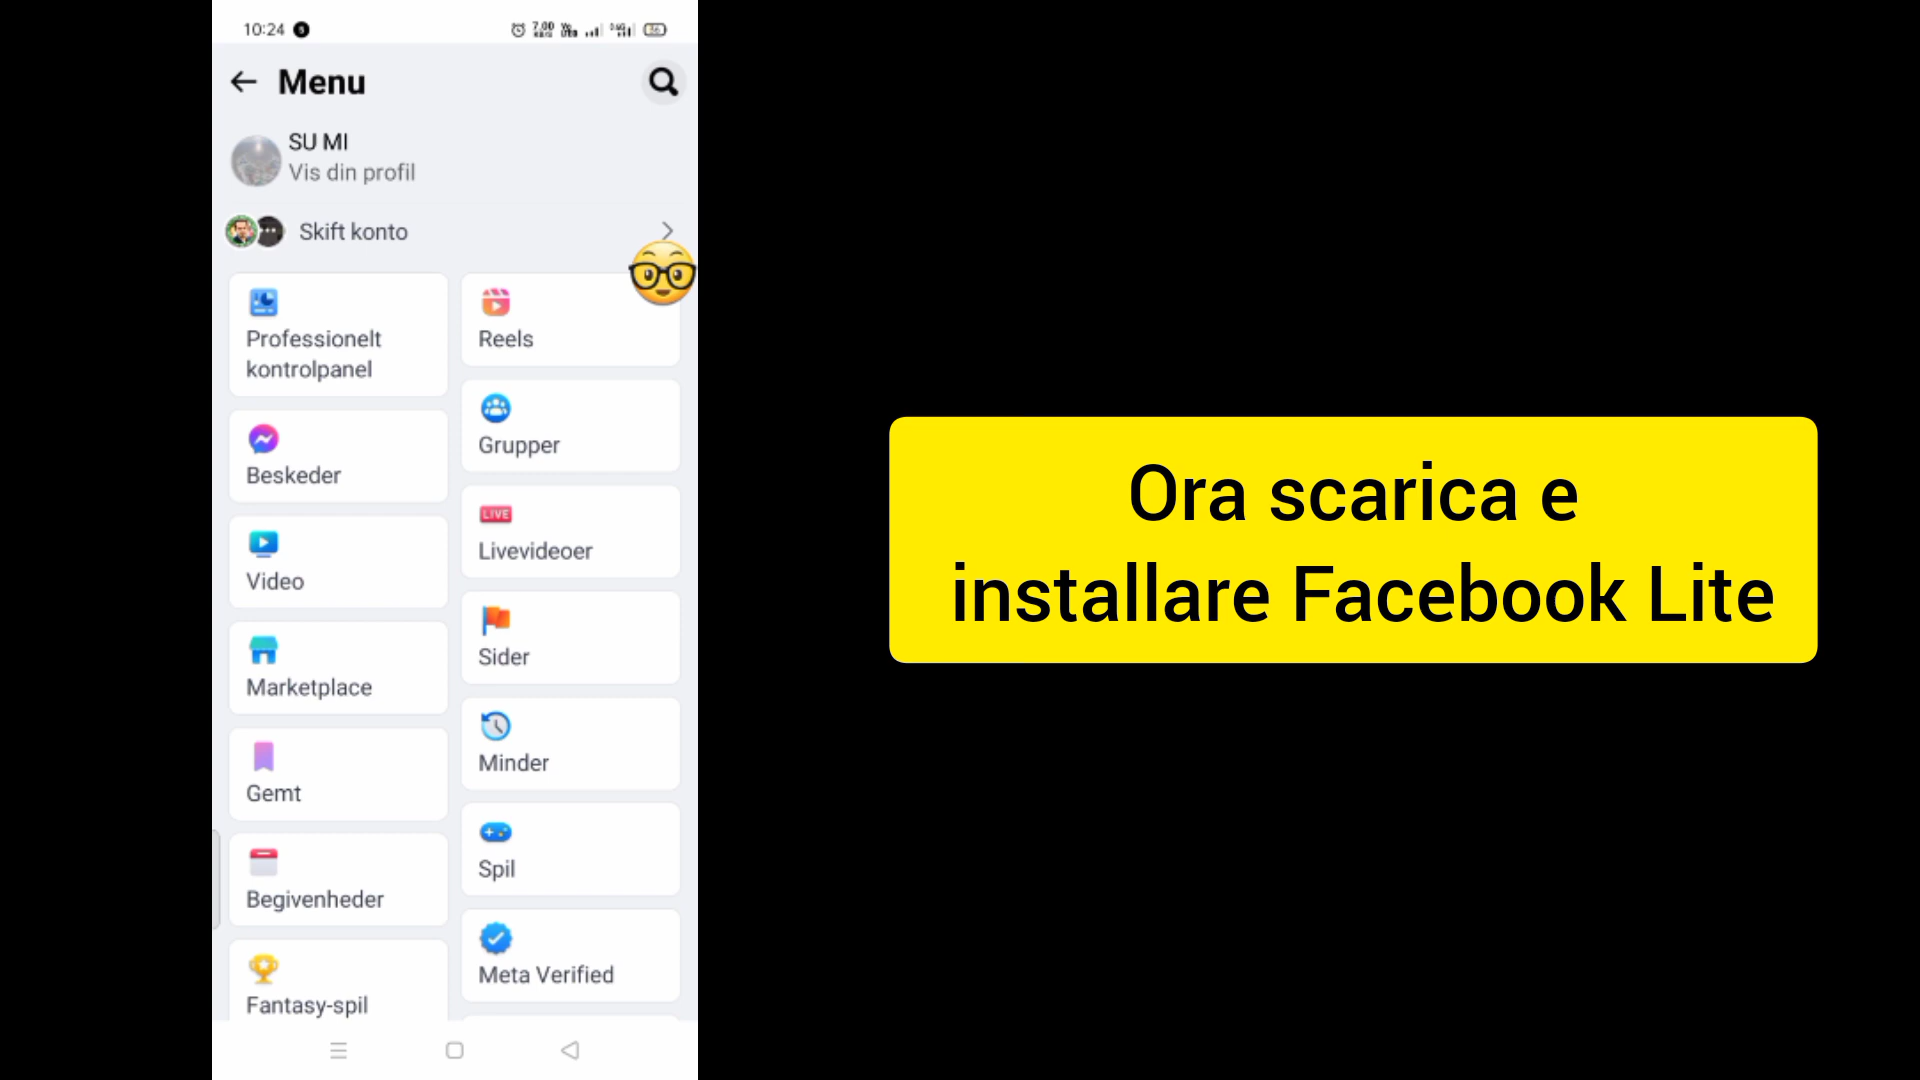 10:24
Menu
SU MI
Vis din profil
Skift konto
Professionelt
kontrolpanel
Reels
Beskeder
Grupper
Video
LIVE
Livevideoer
Marketplace
Sider
Gemt
Minder
Begivenheder
Spil
Fantasy-spil
Meta Verified
Ora scarica e
installare Facebook Lite